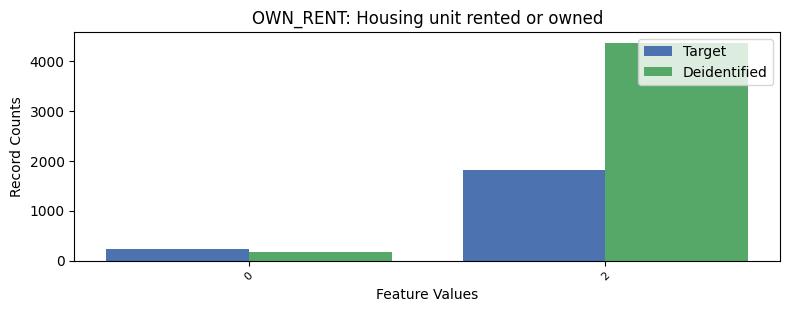 OWN_RENT: Housing unit rented or owned
Target
Deidentified
4000
3000
2000
1000
0
Record Counts
0
2
Feature Values